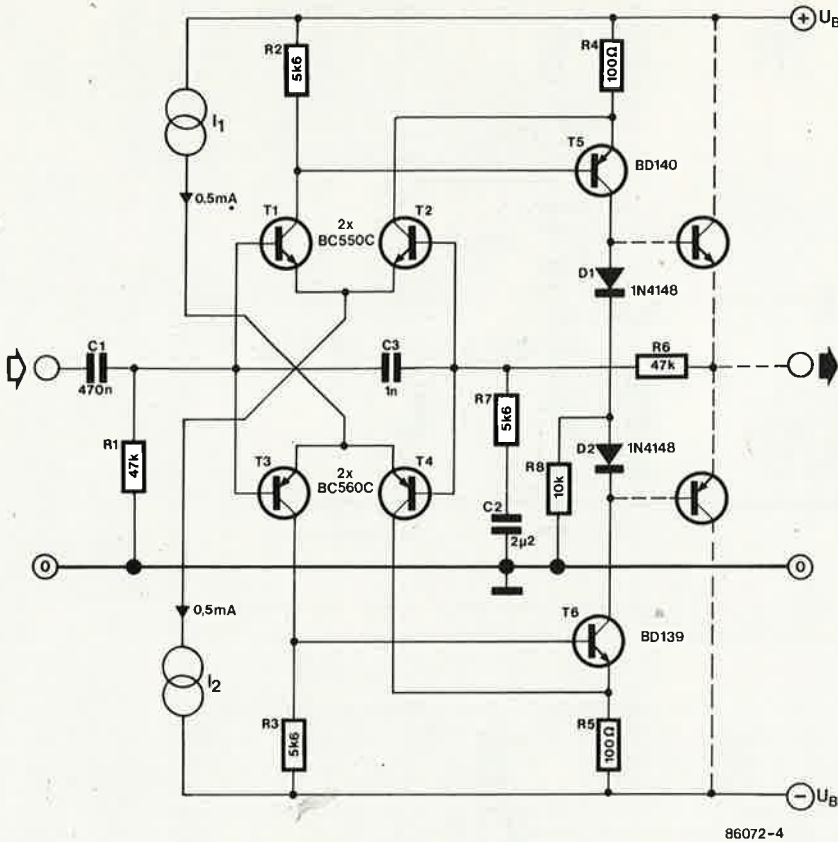 + UB
R2
5k6
R4
100Ω
I1
T5
BD140
0,5mA
T1
2x
BC550C
T2
D1
1N4148
C1
470n
C3
1n
R6
47k
R7
5k6
R1
47k
T3
2x
BC560C
T4
R8
10k
D2
1N4148
C2
2µ2
0
0
0,5mA
T6
BD139
I2
R3
5k6
R5
100Ω
− UB
86072-4